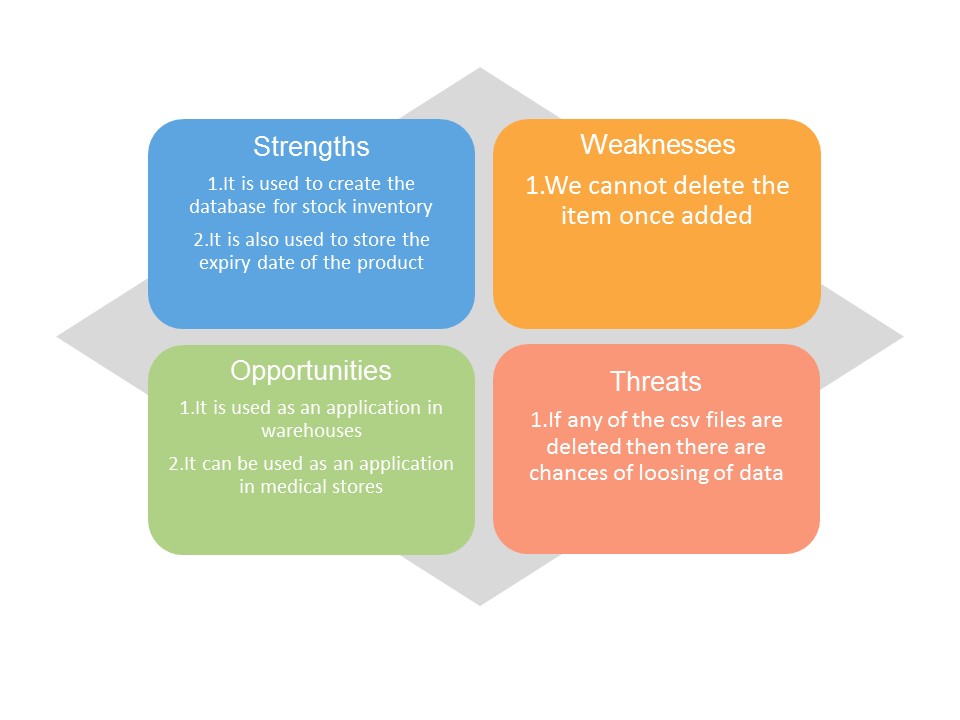 Strengths
1.It is used to create the
database for stock inventory
2.It is also used to store the
expiry date of the product
Weaknesses
1.We cannot delete the
item once added
Opportunities
1.It is used as an application in
warehouses
2.It can be used as an application
in medical stores
Threats
1.If any of the csv files are
deleted then there are
chances of loosing of data